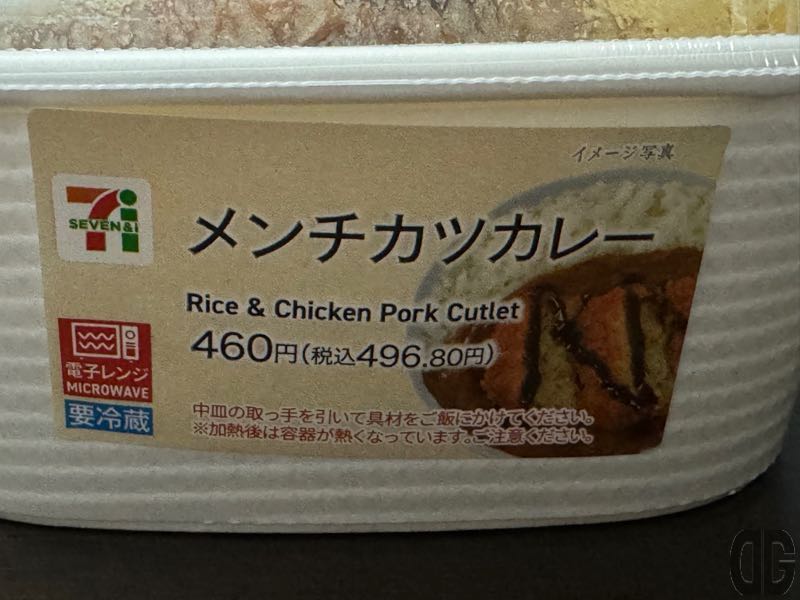 イメージ写真
SEVEN&i
メンチカツカレー
Rice & Chicken Pork Cutlet
460円(税込496.80円)
電子レンジ
MICROWAVE
要冷蔵
中皿の取っ手を引いて具材をご飯にかけてください。
※加熱後は容器が熱くなっています。ご注意ください。
DG